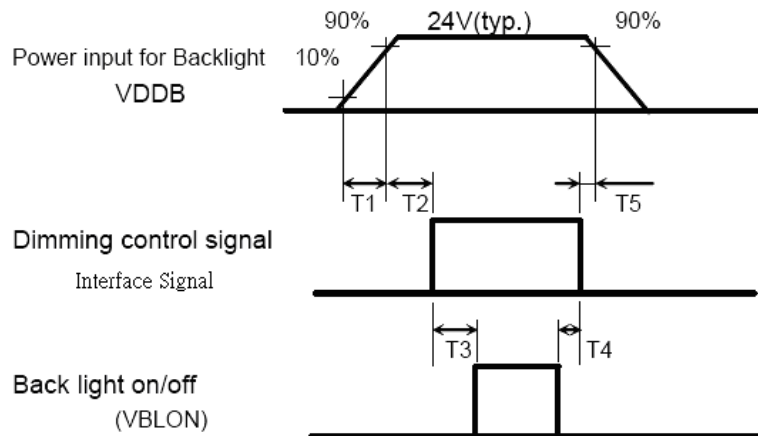 90% 24V(typ.) 90%
Power input for Backlight 10%
VDDB
T1 T2 T5
Dimming control signal
Interface Signal
T3 T4
Back light on/off
(VBLON)